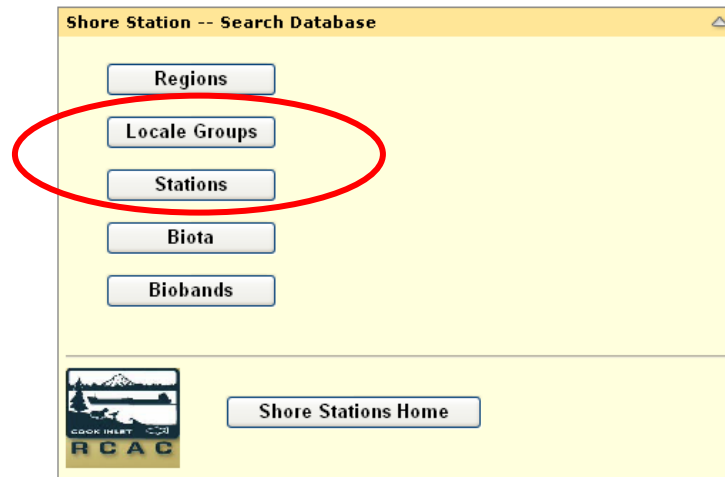 Shore Station -- Search Database
Regions
Locale Groups
Stations
Biota
Biobands
Shore Stations Home
COOK INLET
RCAC